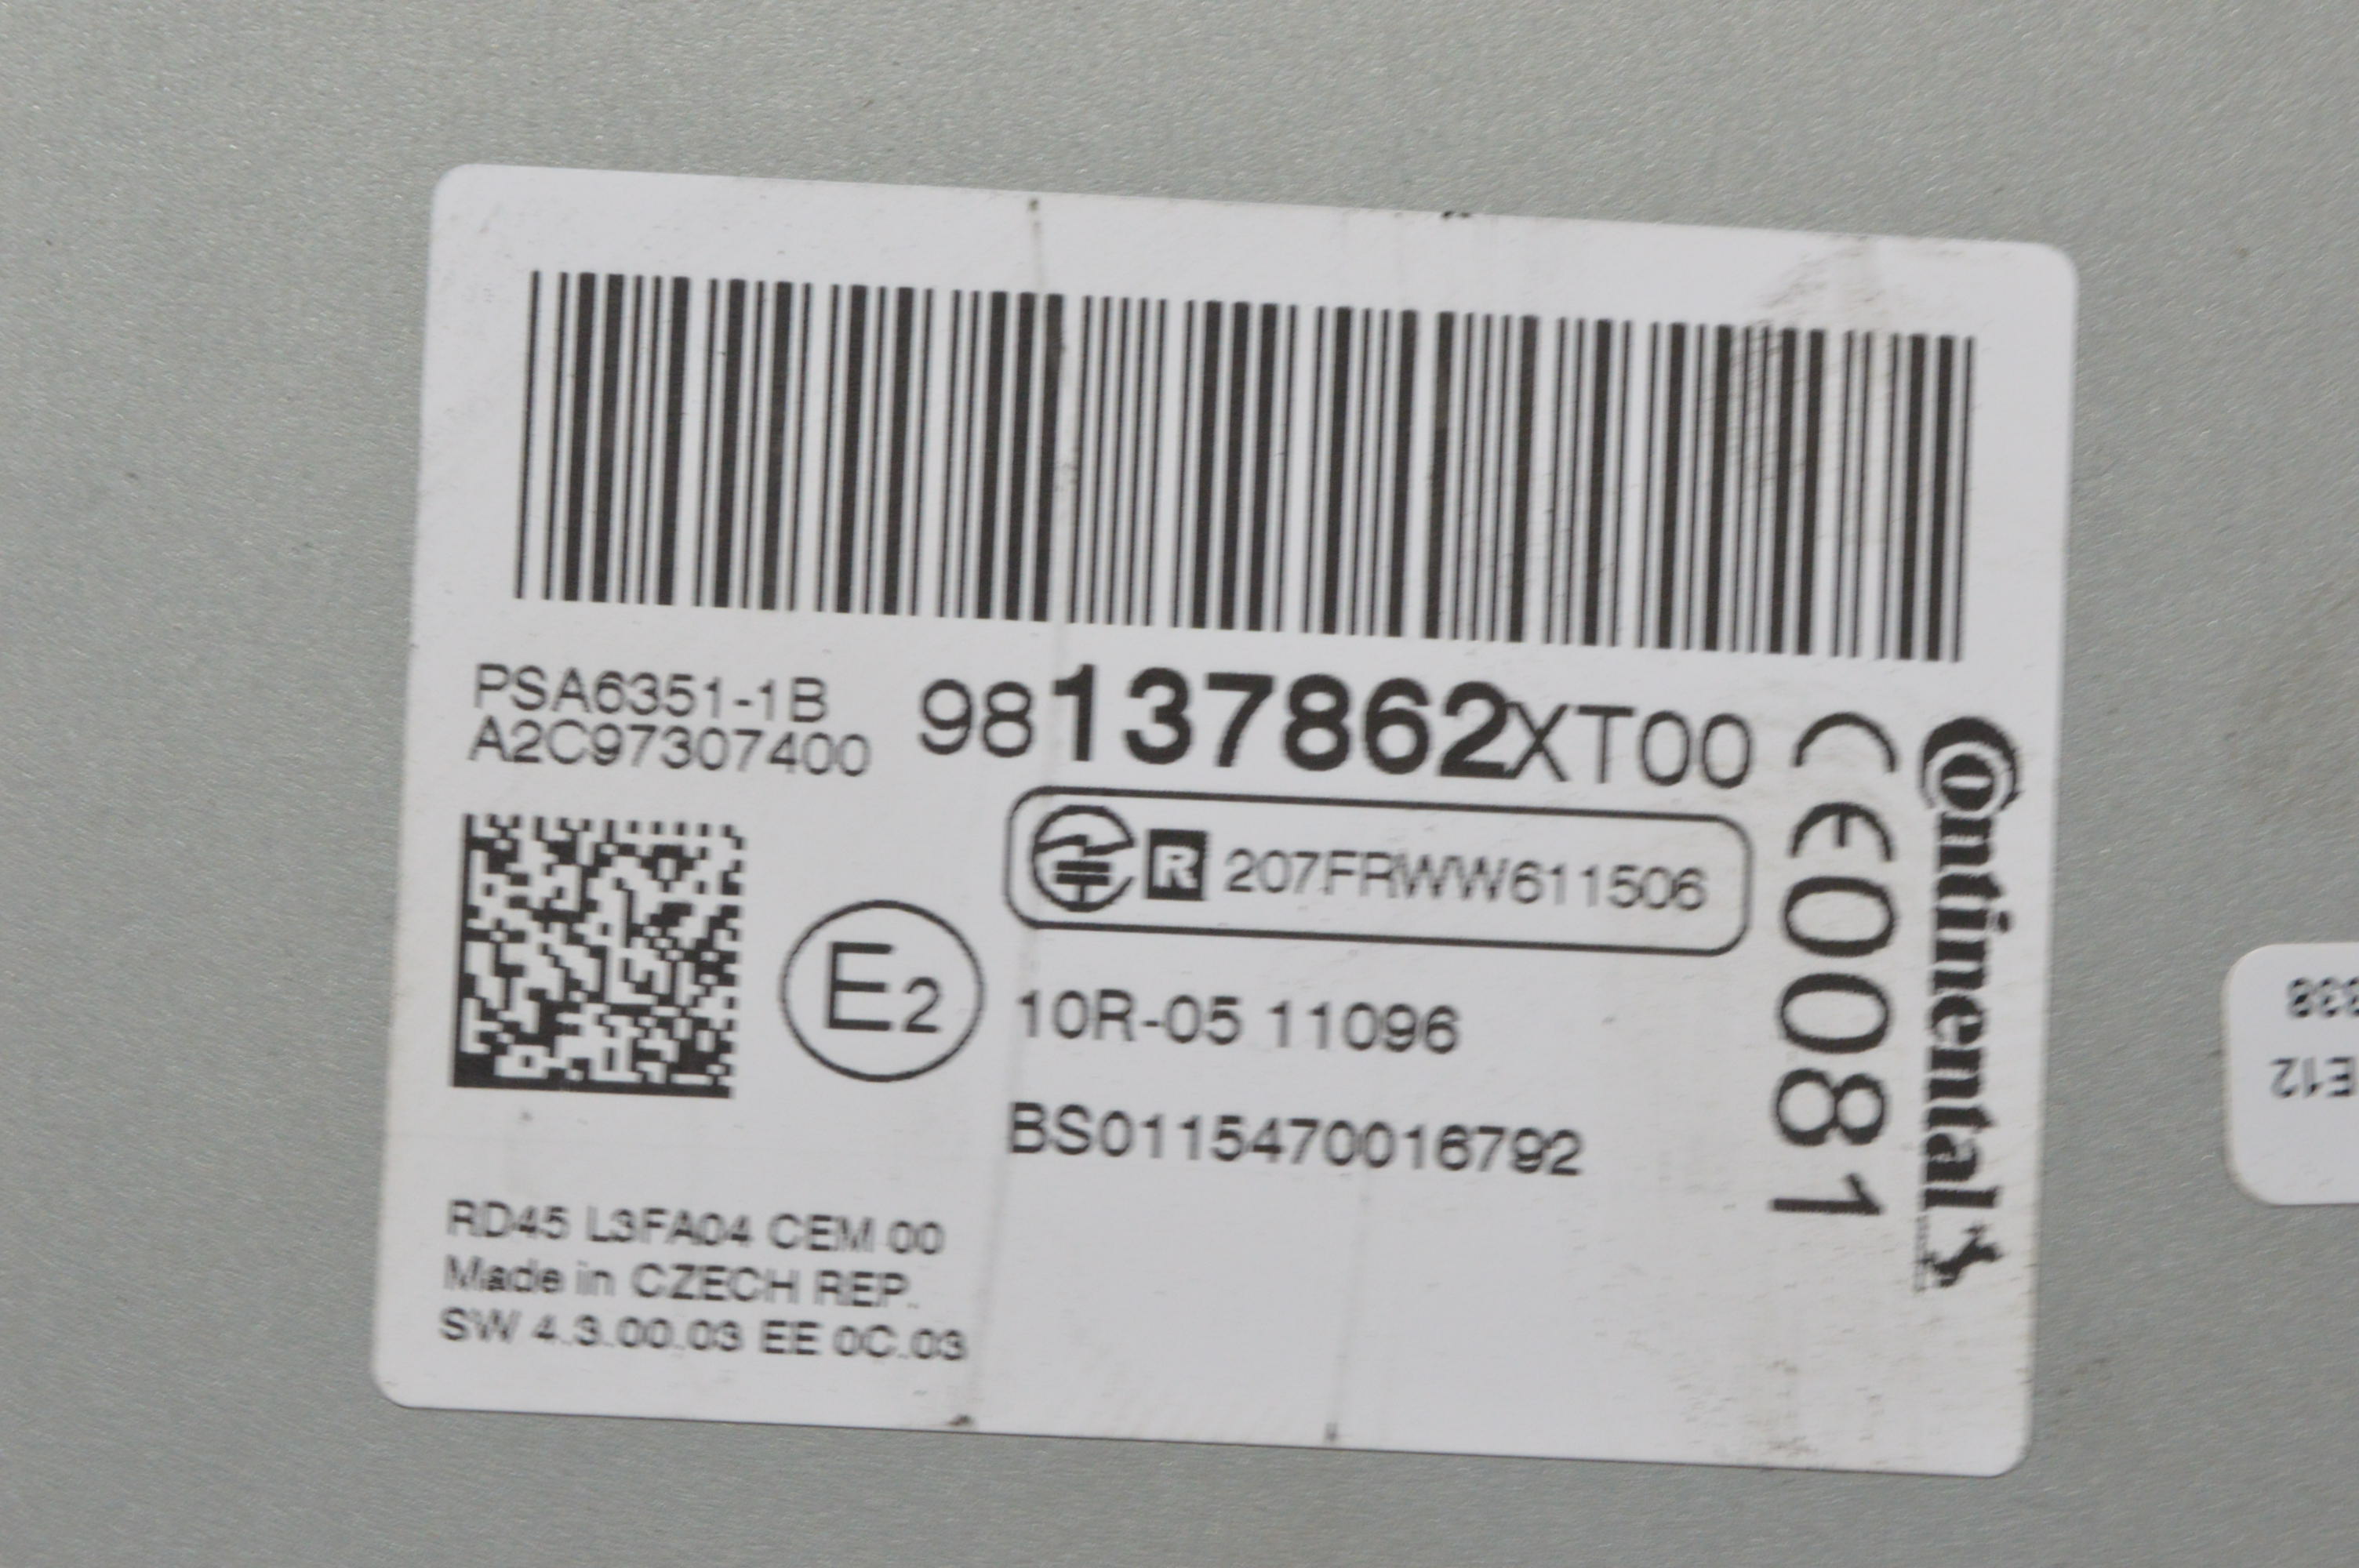 PSA6351-1B
A2C97307400
98137862XT00
R 207FRWW611506
E2
10R-05 11096
BS0115470016792
RD45 L3FA04 CEM 00
Made in CZECH REP.
SW 4.3.00.03 EE 0C.03
CE0081
Continental
E12